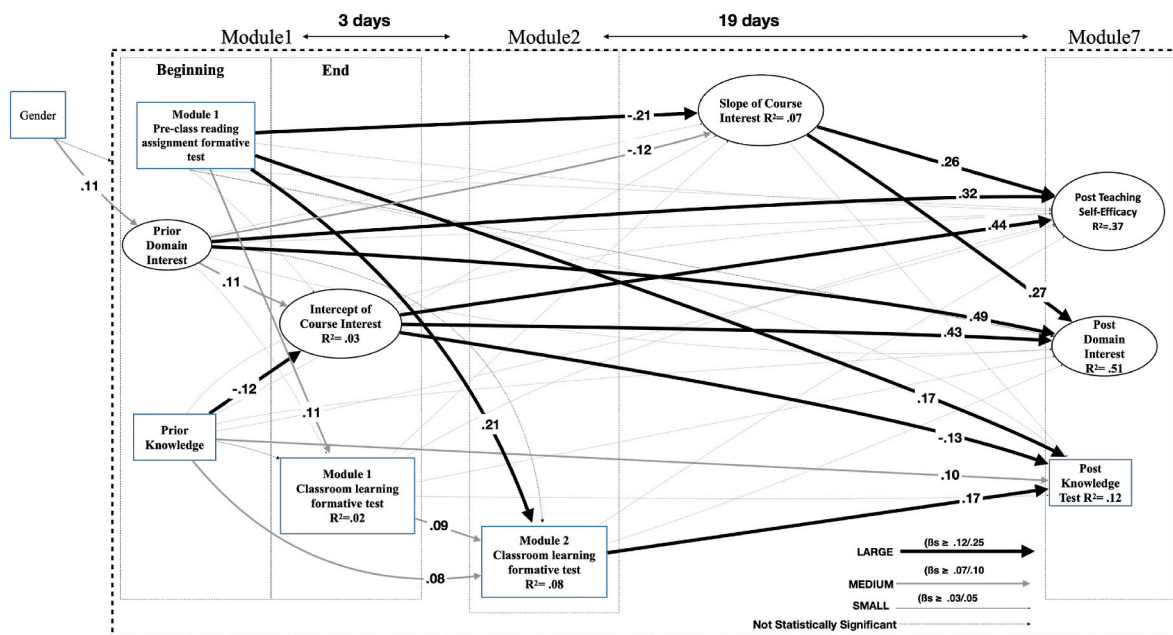 3 days
19 days
Module1
Module2
Module7
Beginning
End
Gender
Module 1
Pre-class reading
assignment formative
test
Slope of Course
Interest R²= .07
-.21
-.12
.26
.11
.32
Post Teaching
Self-Efficacy
R²=.37
.44
Prior
Domain
Interest
.11
.27
Intercept of
Course Interest
R²= .03
.49
.43
Post
Domain
Interest
R²= .51
-.12
.11
.21
.17
-.13
Prior
Knowledge
.10
Module 1
Classroom learning
formative test
R²=.02
.09
.17
Post
Knowledge
Test R²= .12
Module 2
Classroom learning
formative test
R²= .08
.08
LARGE (ßs ≥ .12/.25
MEDIUM (ßs ≥ .07/.10
SMALL (ßs ≥ .03/.05
Not Statistically Significant